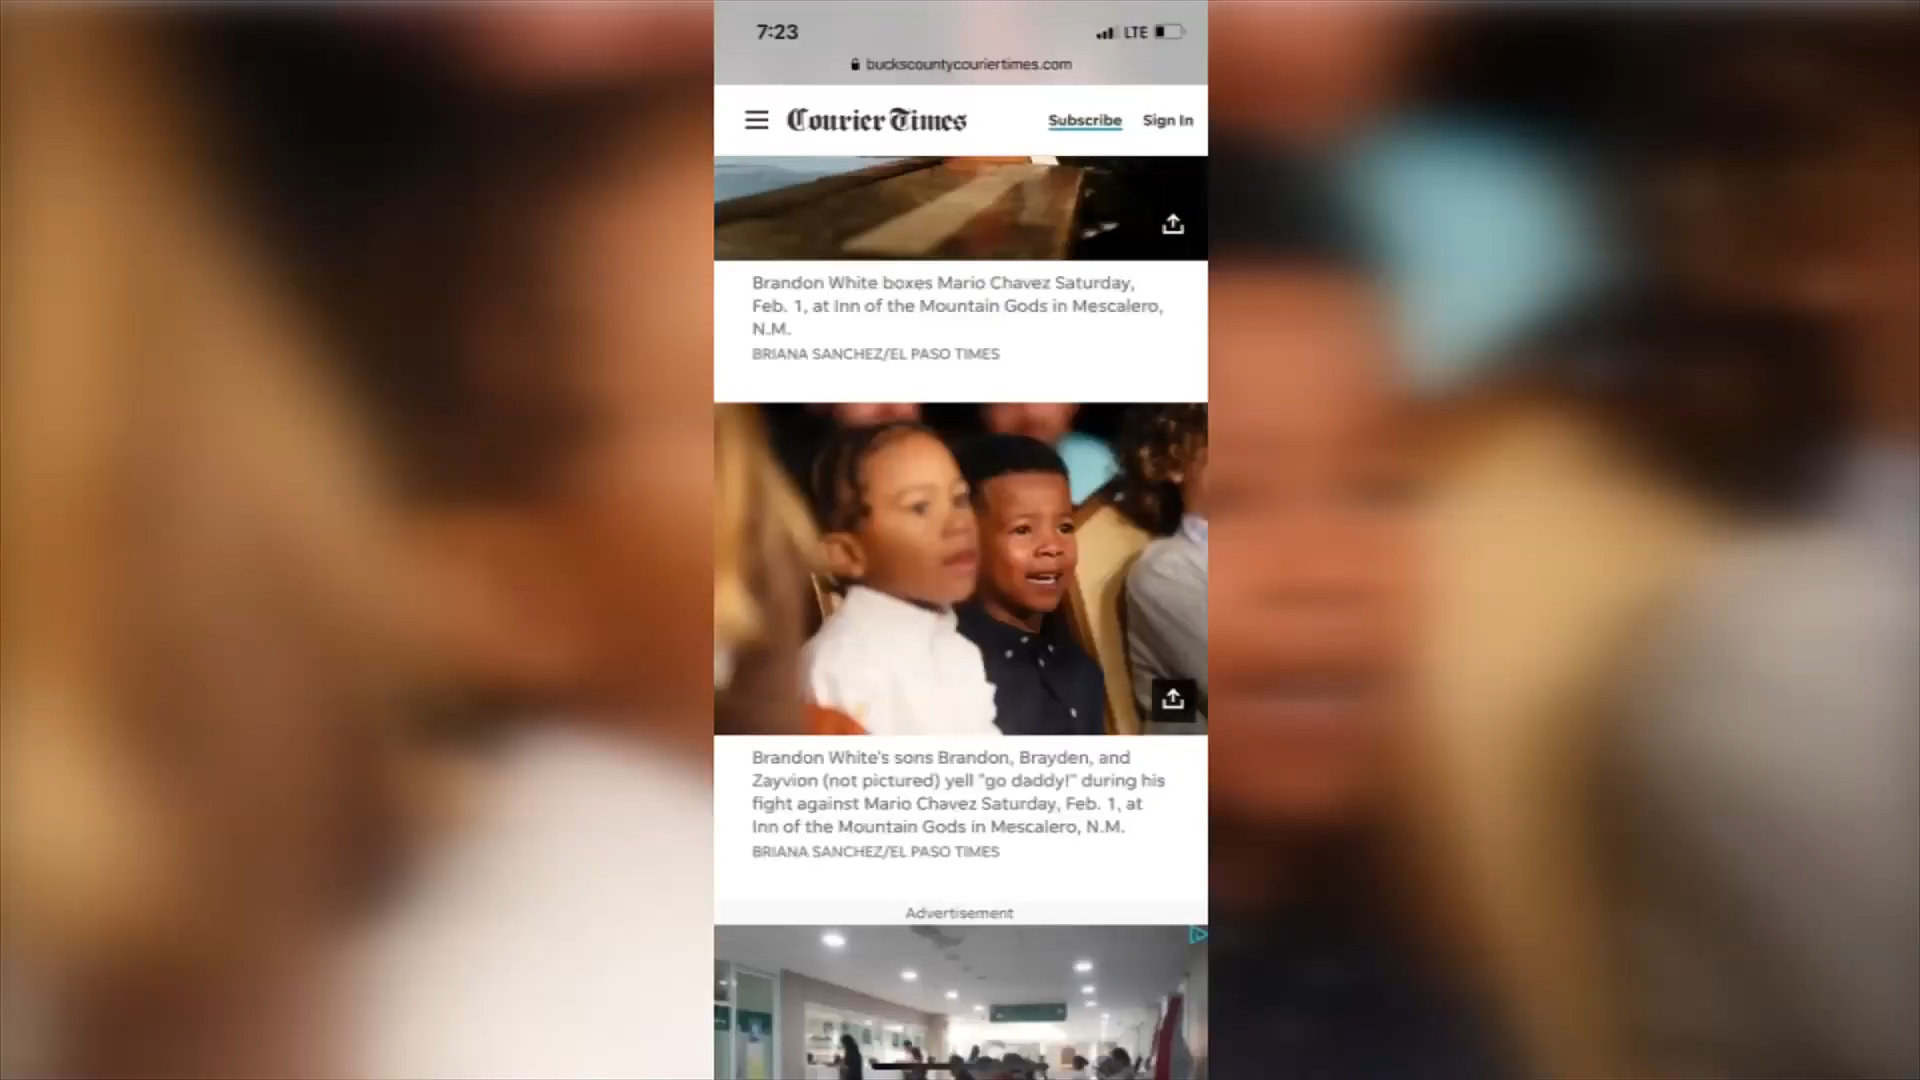 7:23
LTE
buckscountycouriertimes.com
Courier Times
Subscribe
Sign In
Brandon White boxes Mario Chavez Saturday,
Feb. 1, at Inn of the Mountain Gods in Mescalero,
N.M.
BRIANA SANCHEZ/EL PASO TIMES
Brandon White's sons Brandon, Brayden, and
Zayvion (not pictured) yell "go daddy!" during his
fight against Mario Chavez Saturday, Feb. 1, at
Inn of the Mountain Gods in Mescalero, N.M.
BRIANA SANCHEZ/EL PASO TIMES
Advertisement